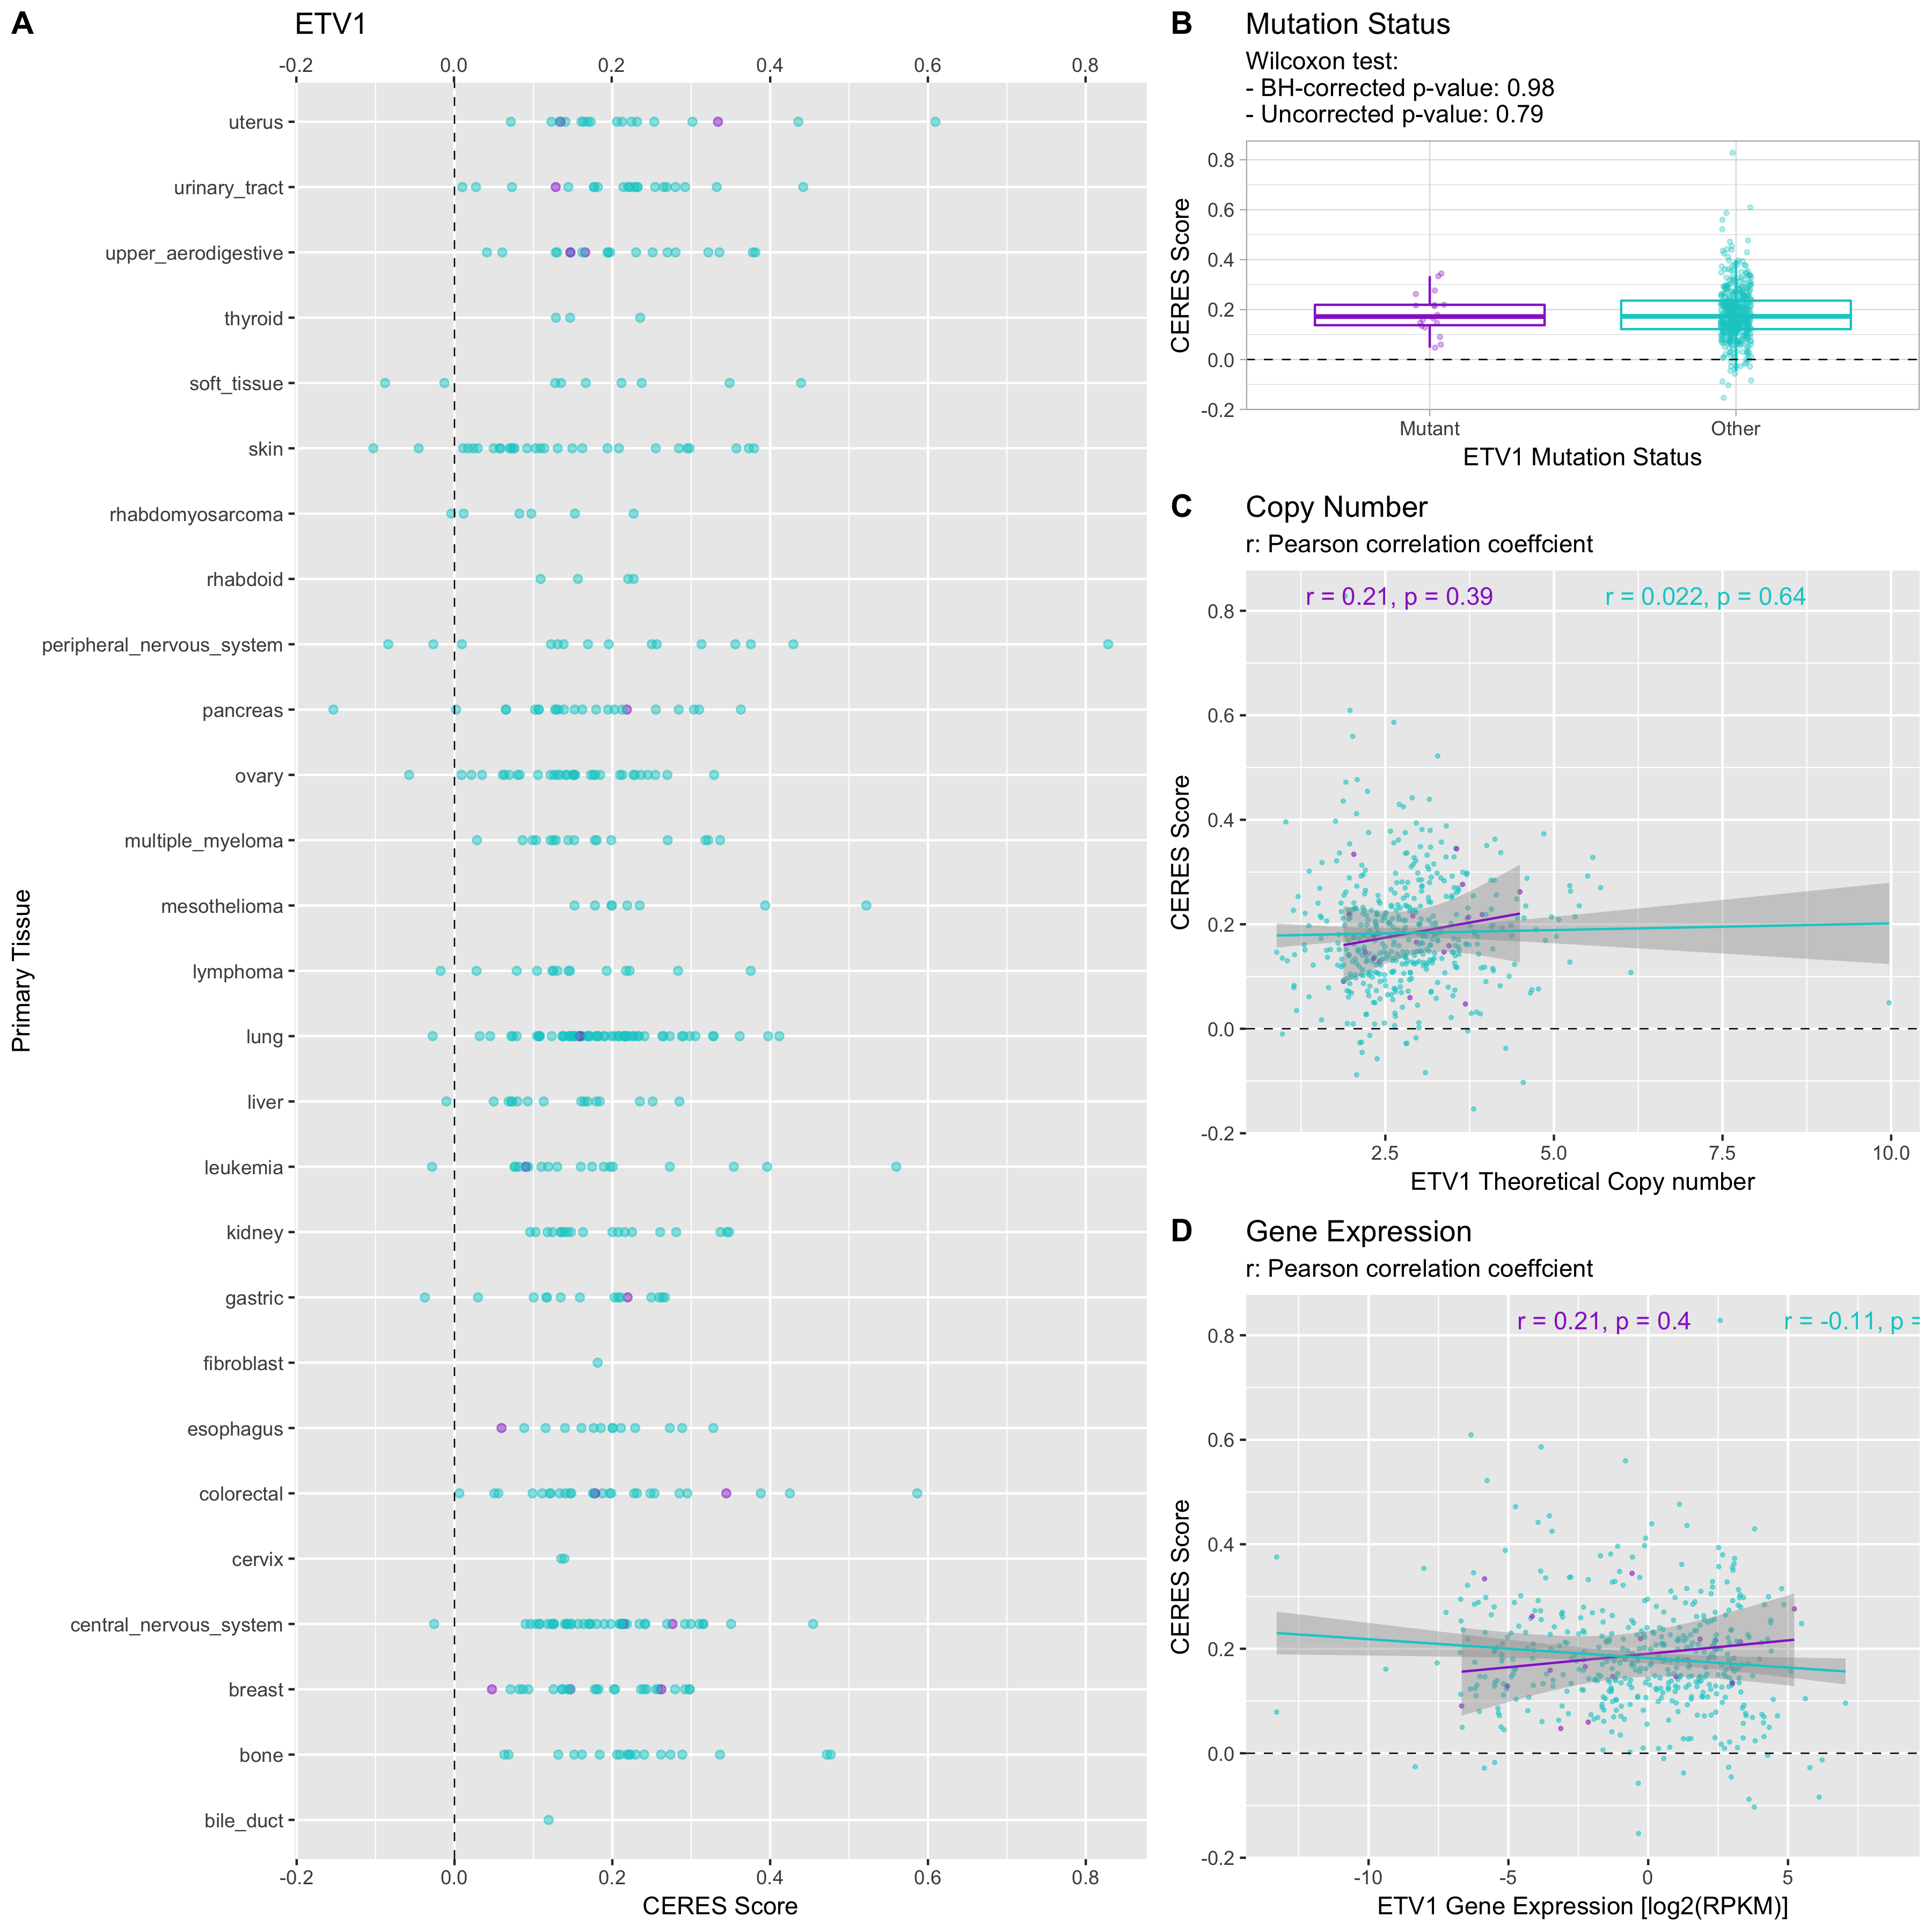 A
ETV1
-0.2 0.0 0.2 0.4 0.6 0.8
uterus
urinary_tract
upper_aerodigestive
thyroid
soft_tissue
skin
rhabdomyosarcoma
rhabdoid
peripheral_nervous_system
pancreas
ovary
multiple_myeloma
mesothelioma
lymphoma
lung
liver
leukemia
kidney
gastric
fibroblast
esophagus
colorectal
cervix
central_nervous_system
breast
bone
bile_duct
Primary Tissue
-0.2 0.0 0.2 0.4 0.6 0.8
CERES Score
B
Mutation Status
Wilcoxon test:
- BH-corrected p-value: 0.98
- Uncorrected p-value: 0.79
0.8
0.6
0.4
0.2
0.0
-0.2
CERES Score
Mutant Other
ETV1 Mutation Status
C
Copy Number
r: Pearson correlation coeffcient
r = 0.21, p = 0.39 r = 0.022, p = 0.64
0.8
0.6
0.4
0.2
0.0
-0.2
CERES Score
2.5 5.0 7.5 10.0
ETV1 Theoretical Copy number
D
Gene Expression
r: Pearson correlation coeffcient
r = 0.21, p = 0.4 r = -0.11, p =
0.8
0.6
0.4
0.2
0.0
-0.2
CERES Score
-10 -5 0 5
ETV1 Gene Expression [log2(RPKM)]